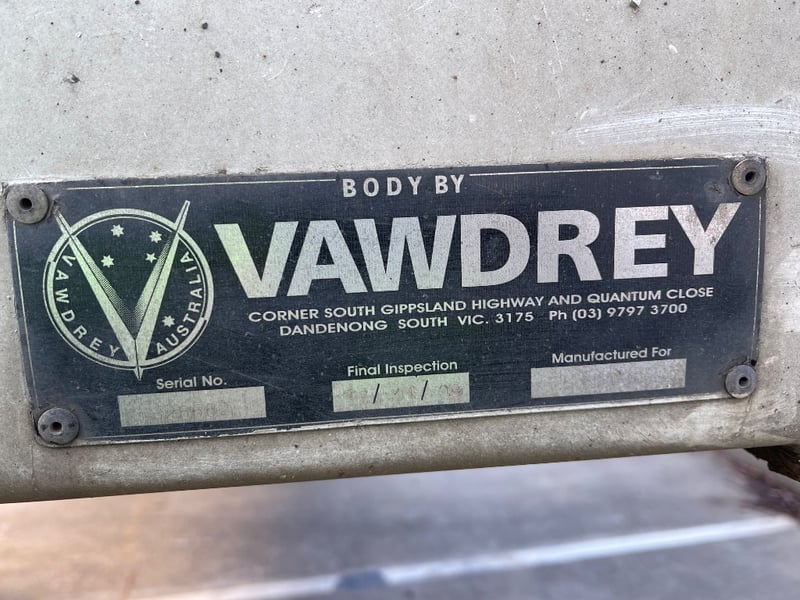 BODY BY
VAWDREY
CORNER SOUTH GIPPSLAND HIGHWAY AND QUANTUM CLOSE
DANDENONG SOUTH VIC. 3175 Ph (03) 9797 3700
VAWDREY AUSTRALIA
Serial No.
Final Inspection
Manufactured For
/ /